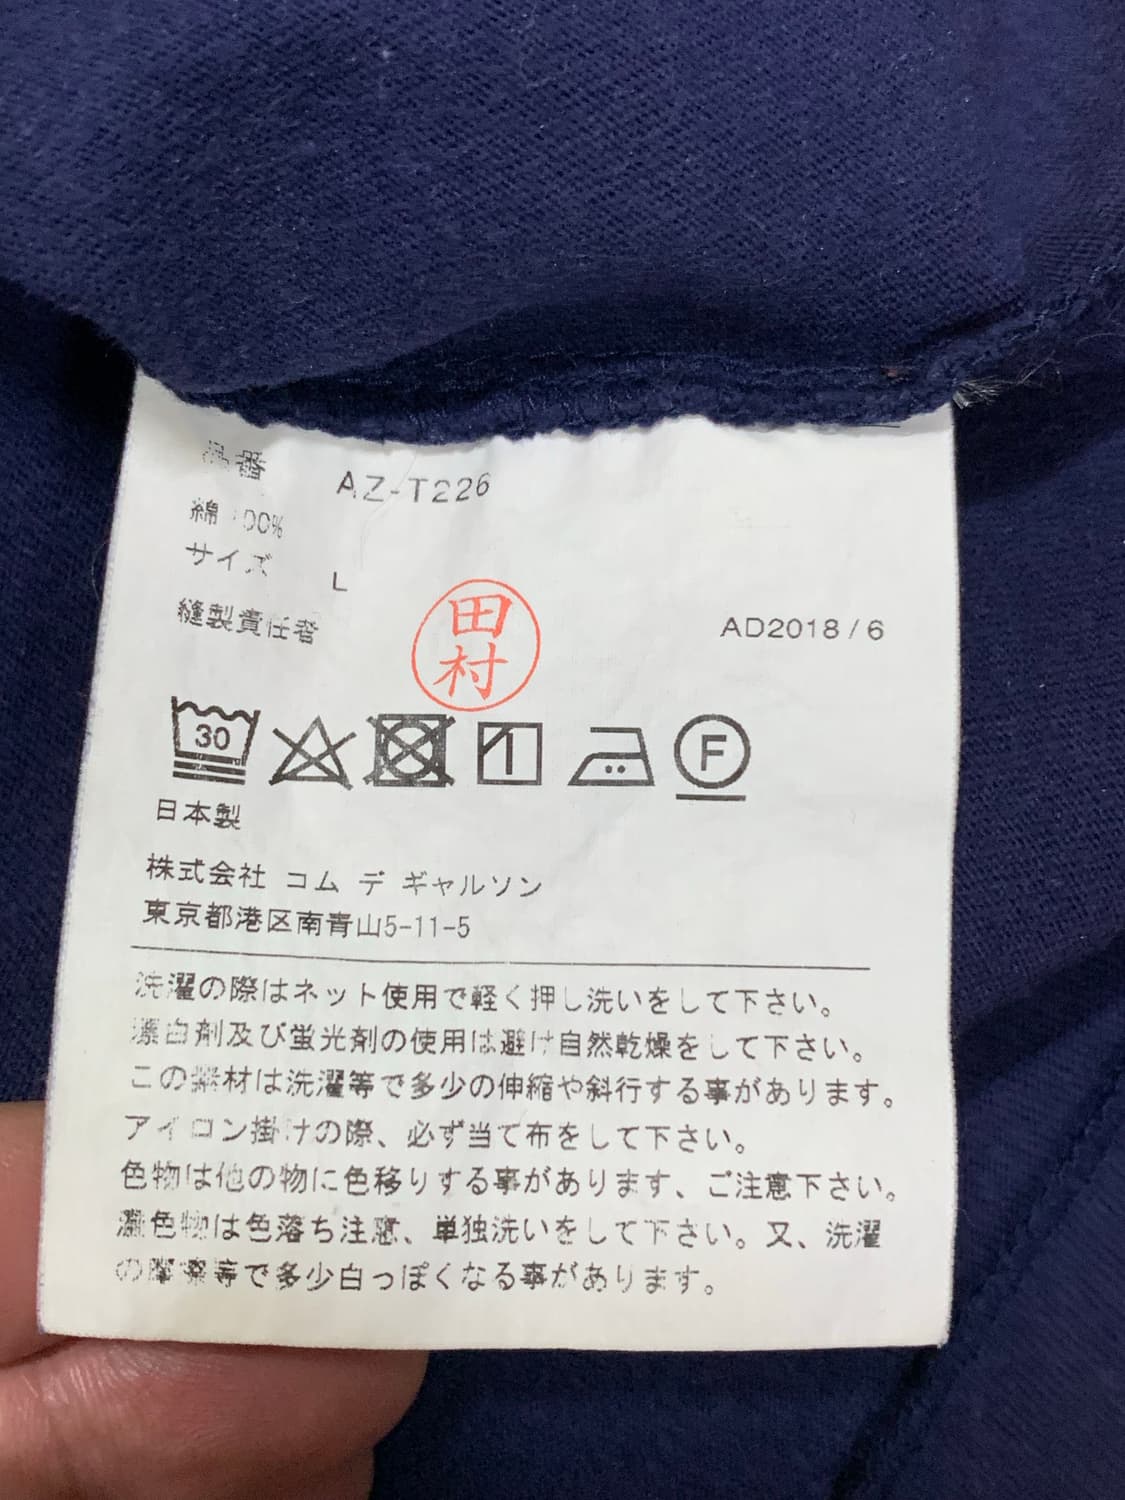 品番 AZ-T226
綿 100%
サイズ L
縫製責任者
田村
AD2018/6
30
F
日本製
株式会社 コム デ ギャルソン
東京都港区南青山5-11-5
洗濯の際はネット使用で軽く押し洗いをして下さい。
漂白剤及び蛍光剤の使用は避け自然乾燥をして下さい。
この素材は洗濯等で多少の伸縮や斜行する事があります。
アイロン掛けの際、必ず当て布をして下さい。
色物は他の物に色移りする事があります、ご注意下さい。
濃色物は色落ち注意、単独洗いをして下さい。又、洗濯
の摩擦等で多少白っぽくなる事があります。